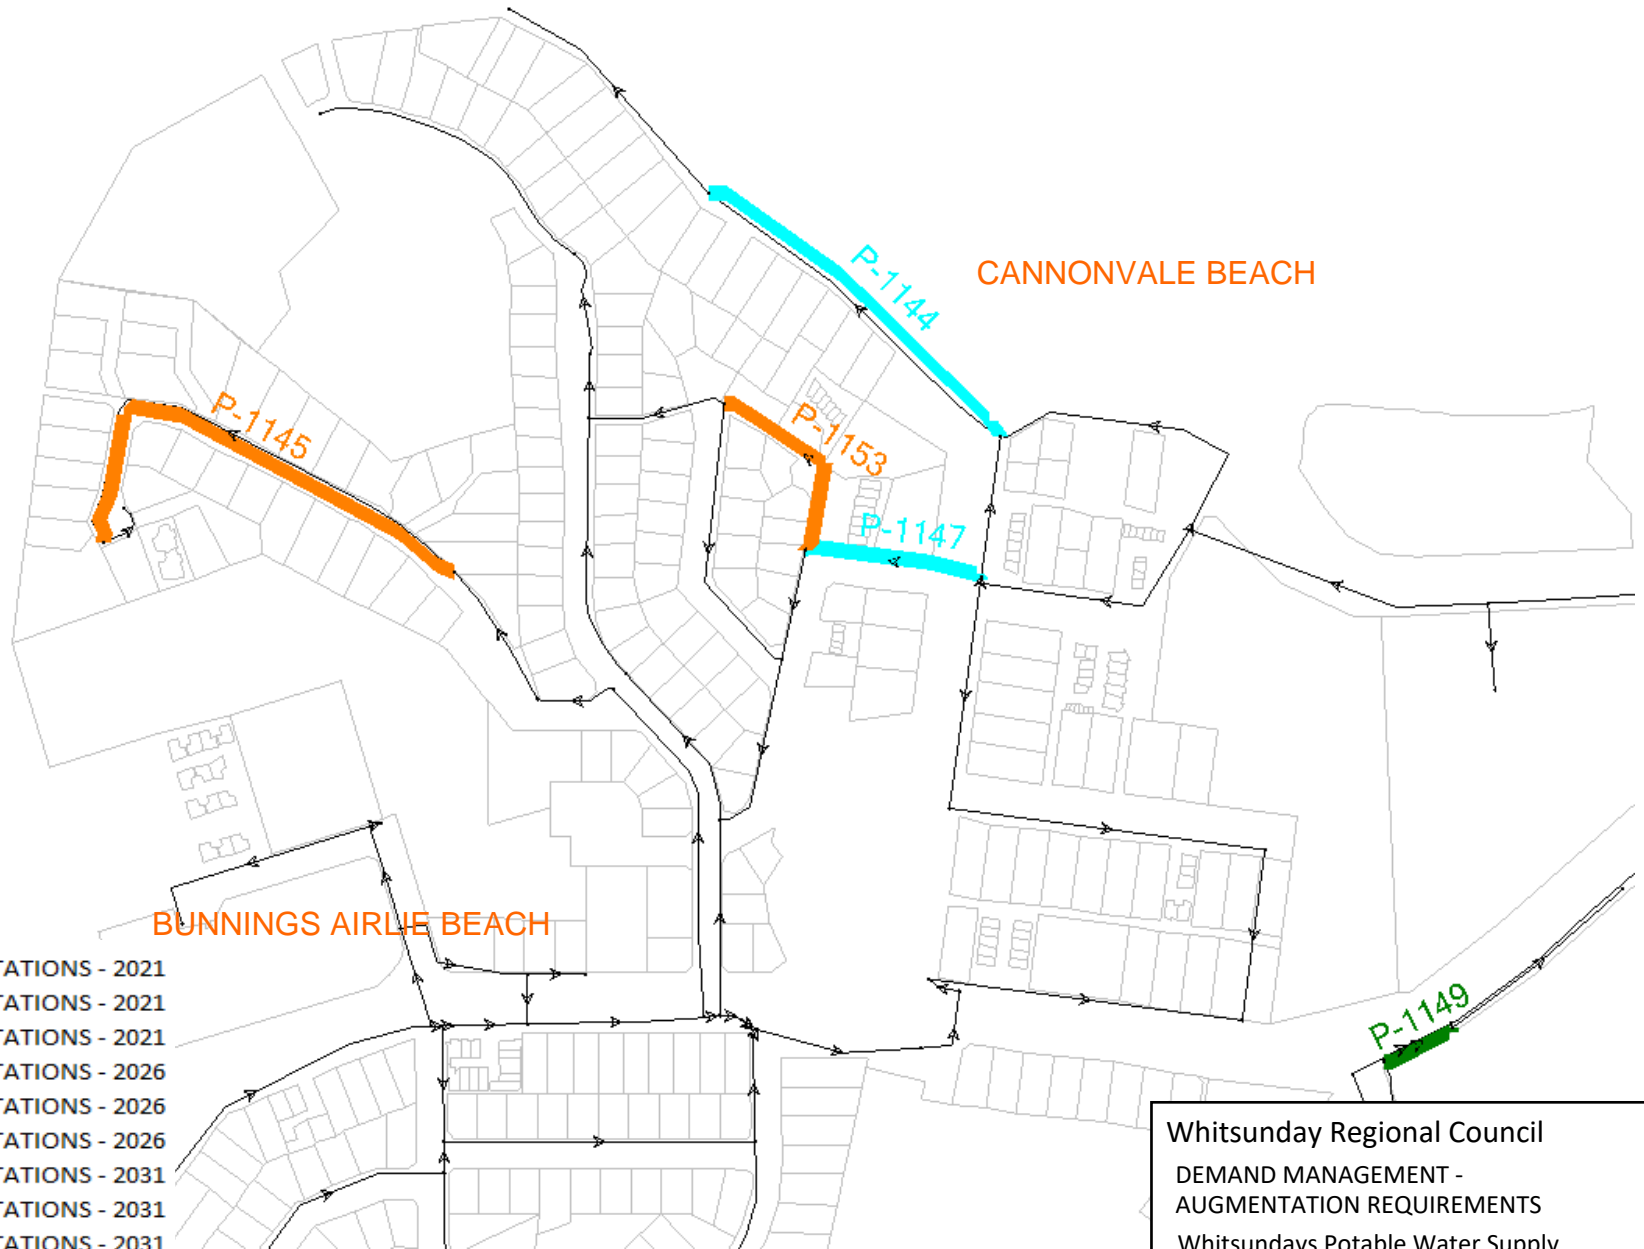 P-1144
CANNONVALE BEACH
P-1145
P-1153
P-1147
BUNNINGS AIRLIE BEACH
TATIONS - 2021
TATIONS - 2021
TATIONS - 2021
TATIONS - 2026
TATIONS - 2026
TATIONS - 2026
TATIONS - 2031
TATIONS - 2031
TATIONS - 2031
P-1149
Whitsunday Regional Council
DEMAND MANAGEMENT -
AUGMENTATION REQUIREMENTS
Whitsundays Potable Water Supply